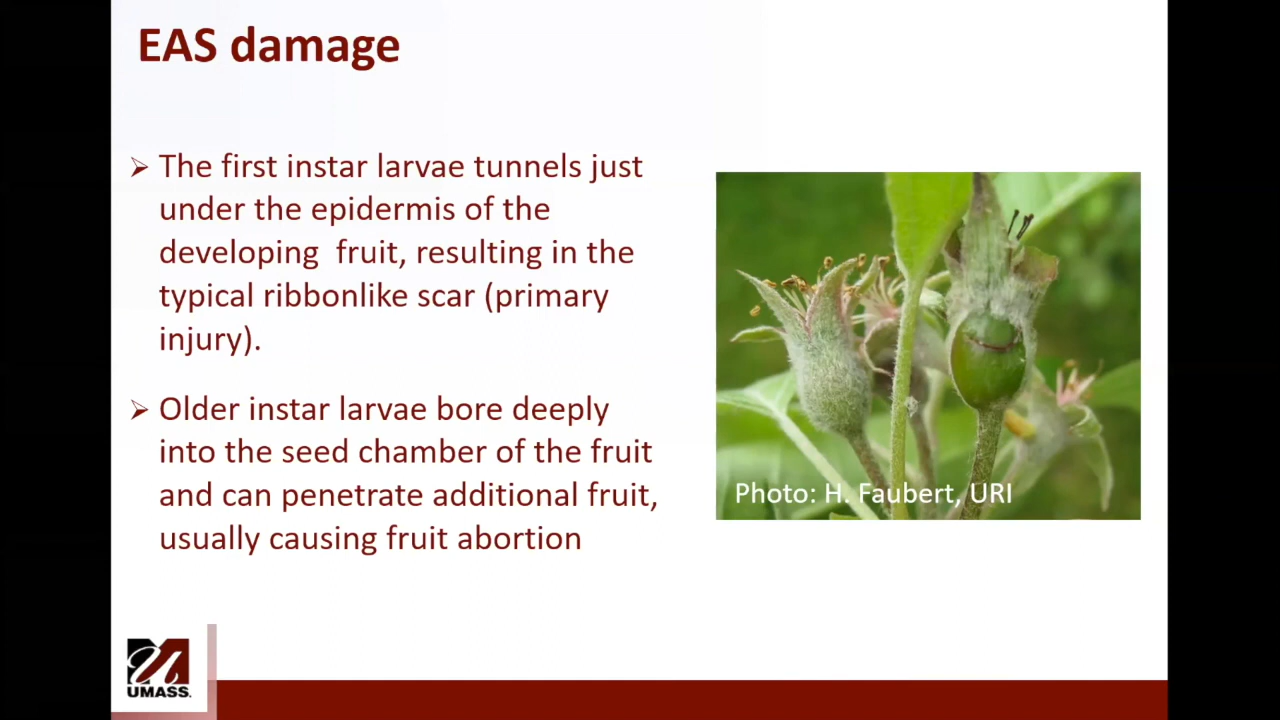 EAS damage
➢ The first instar larvae tunnels just
under the epidermis of the
developing  fruit, resulting in the
typical ribbonlike scar (primary
injury).
➢ Older instar larvae bore deeply
into the seed chamber of the fruit
and can penetrate additional fruit,
usually causing fruit abortion
Photo: H. Faubert, URI
UMASS.